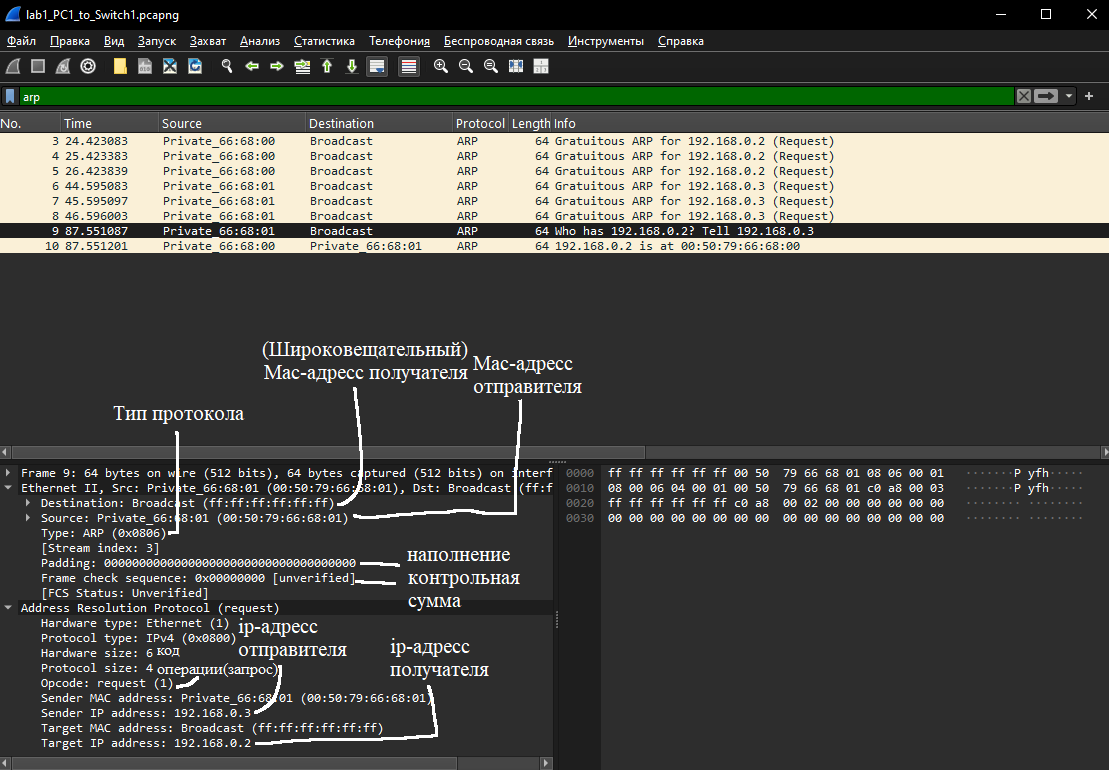 lab1_PC1_to_Switch1.pcapng
Файл Правка Вид Запуск Захват Анализ Статистика Телефония Беспроводная связь Инструменты Справка
arp
No. Time Source Destination Protocol Length Info
3 24.423083 Private_66:68:00 Broadcast ARP 64 Gratuitous ARP for 192.168.0.2 (Request)
4 25.423383 Private_66:68:00 Broadcast ARP 64 Gratuitous ARP for 192.168.0.2 (Request)
5 26.423839 Private_66:68:00 Broadcast ARP 64 Gratuitous ARP for 192.168.0.2 (Request)
6 44.595083 Private_66:68:01 Broadcast ARP 64 Gratuitous ARP for 192.168.0.3 (Request)
7 45.595097 Private_66:68:01 Broadcast ARP 64 Gratuitous ARP for 192.168.0.3 (Request)
8 46.596003 Private_66:68:01 Broadcast ARP 64 Gratuitous ARP for 192.168.0.3 (Request)
9 87.551087 Private_66:68:01 Broadcast ARP 64 Who has 192.168.0.2? Tell 192.168.0.3
10 87.551201 Private_66:68:00 Private_66:68:01 ARP 64 192.168.0.2 is at 00:50:79:66:68:00
(Широковещательный)
Мас-адресс получателя
Мас-адресс
отправителя
Тип протокола
Frame 9: 64 bytes on wire (512 bits), 64 bytes captured (512 bits) on interf
Ethernet II, Src: Private_66:68:01 (00:50:79:66:68:01), Dst: Broadcast (ff:f
Destination: Broadcast (ff:ff:ff:ff:ff:ff)
Source: Private_66:68:01 (00:50:79:66:68:01)
Type: ARP (0x0806)
[Stream index: 3]
Padding: 000000000000000000000000000000000000
наполнение
Frame check sequence: 0x00000000 [unverified]
контрольная
сумма
[FCS Status: Unverified]
Address Resolution Protocol (request)
Hardware type: Ethernet (1)
ip-адресс
отправителя
Protocol type: IPv4 (0x0800)
ip-адресс
получателя
Hardware size: 6
код
операции(запрос)
Protocol size: 4
Opcode: request (1)
Sender MAC address: Private_66:68:01 (00:50:79:66:68:01)
Sender IP address: 192.168.0.3
Target MAC address: Broadcast (ff:ff:ff:ff:ff:ff)
Target IP address: 192.168.0.2
0000 ff ff ff ff ff ff 00 50 79 66 68 01 08 06 00 01 ·······P yfh·····
0010 08 00 06 04 00 01 00 50 79 66 68 01 c0 a8 00 03 ·······P yfh·····
0020 ff ff ff ff ff ff c0 a8 00 02 00 00 00 00 00 00 ········ ········
0030 00 00 00 00 00 00 00 00 00 00 00 00 00 00 00 00 ········ ········